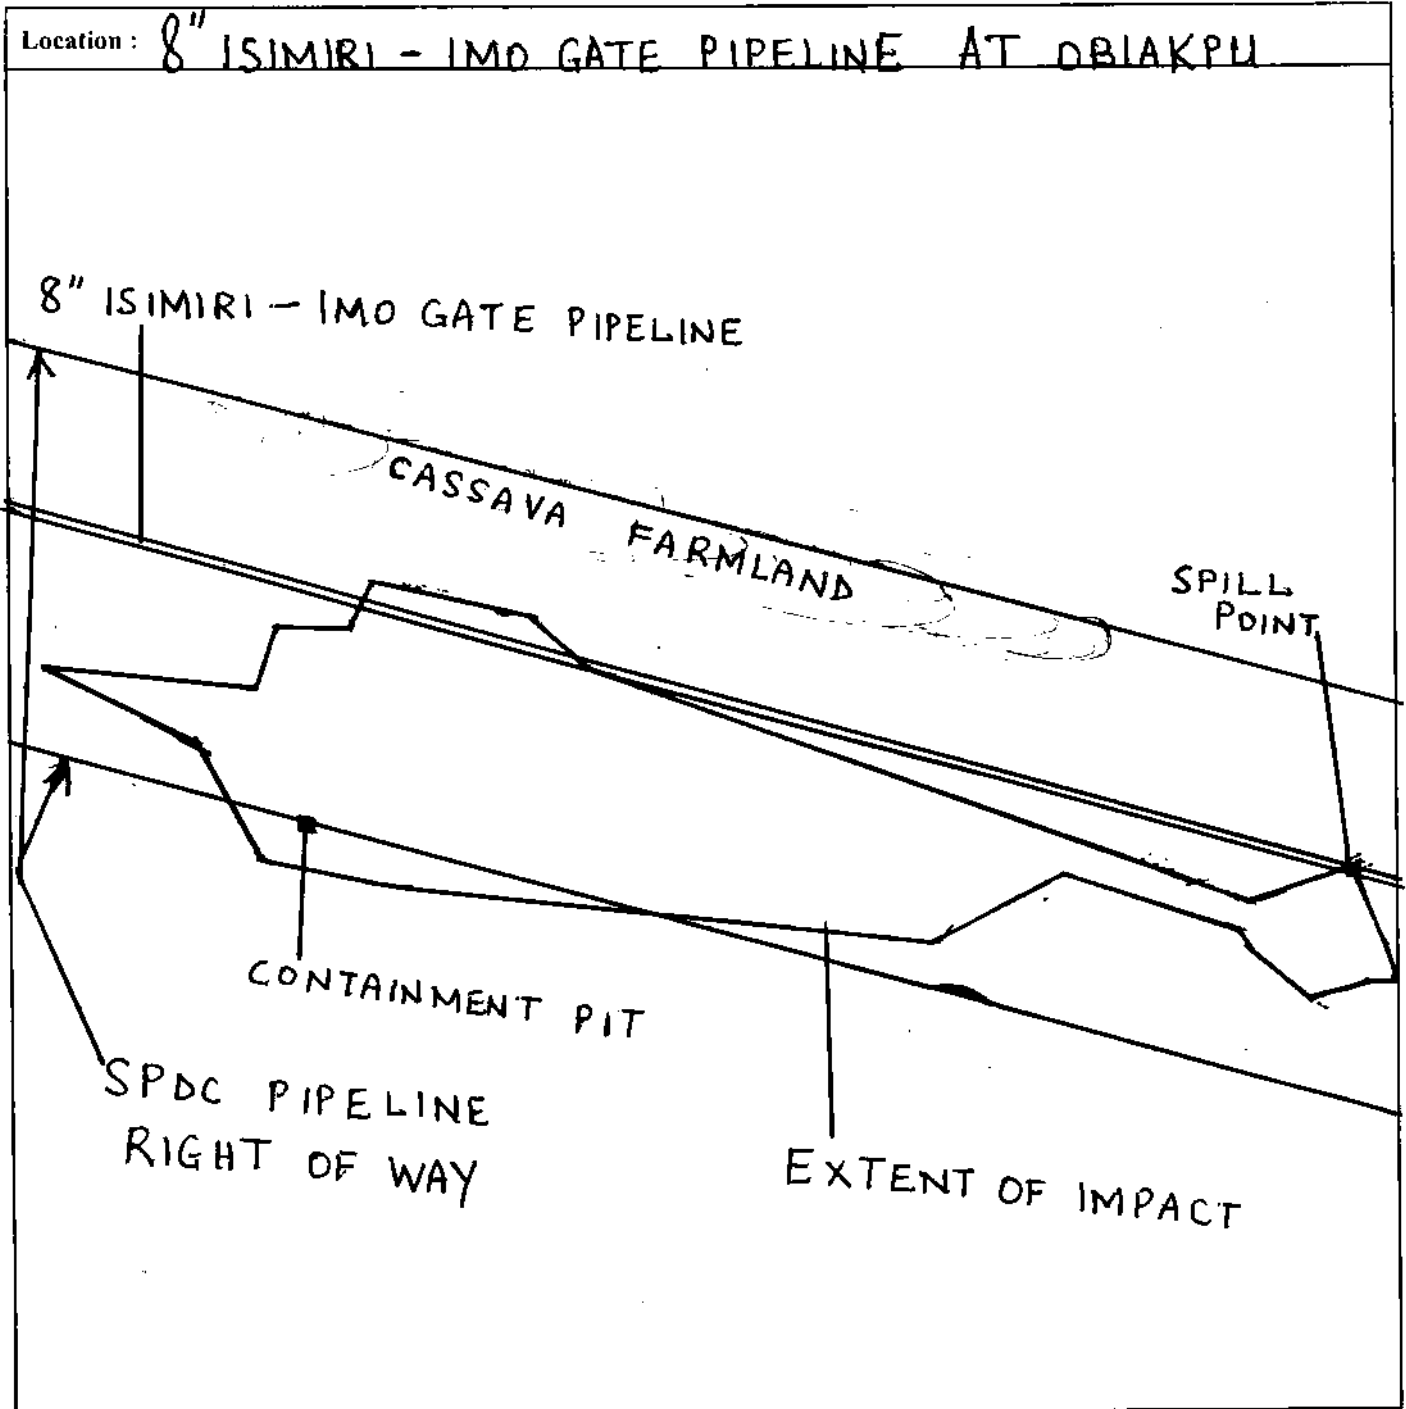 Location : 8" ISIMIRI - IMO GATE PIPELINE AT OBIAKPU
8" ISIMIRI - IMO GATE PIPELINE
CASSAVA FARMLAND
SPILL
POINT
CONTAINMENT PIT
SPDC PIPELINE
RIGHT OF WAY
EXTENT OF IMPACT